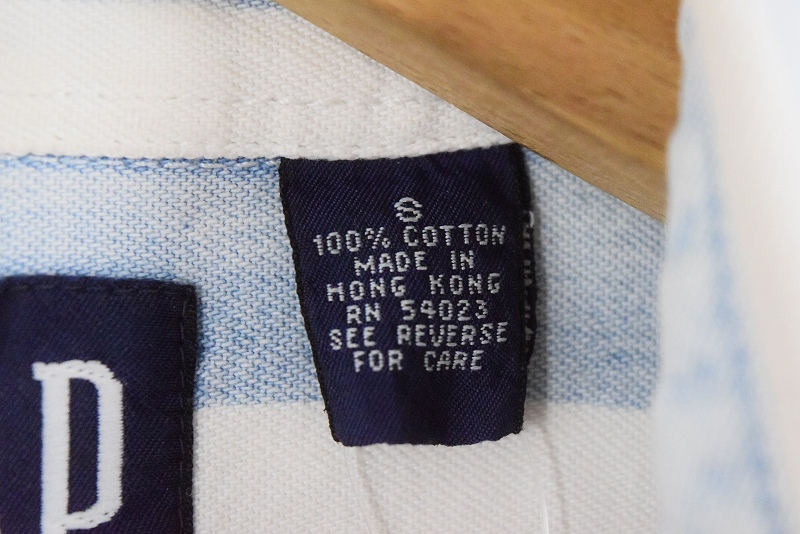 S
100% COTTON
MADE IN
HONG KONG
RN 54023
SEE REVERSE
FOR CARE
P